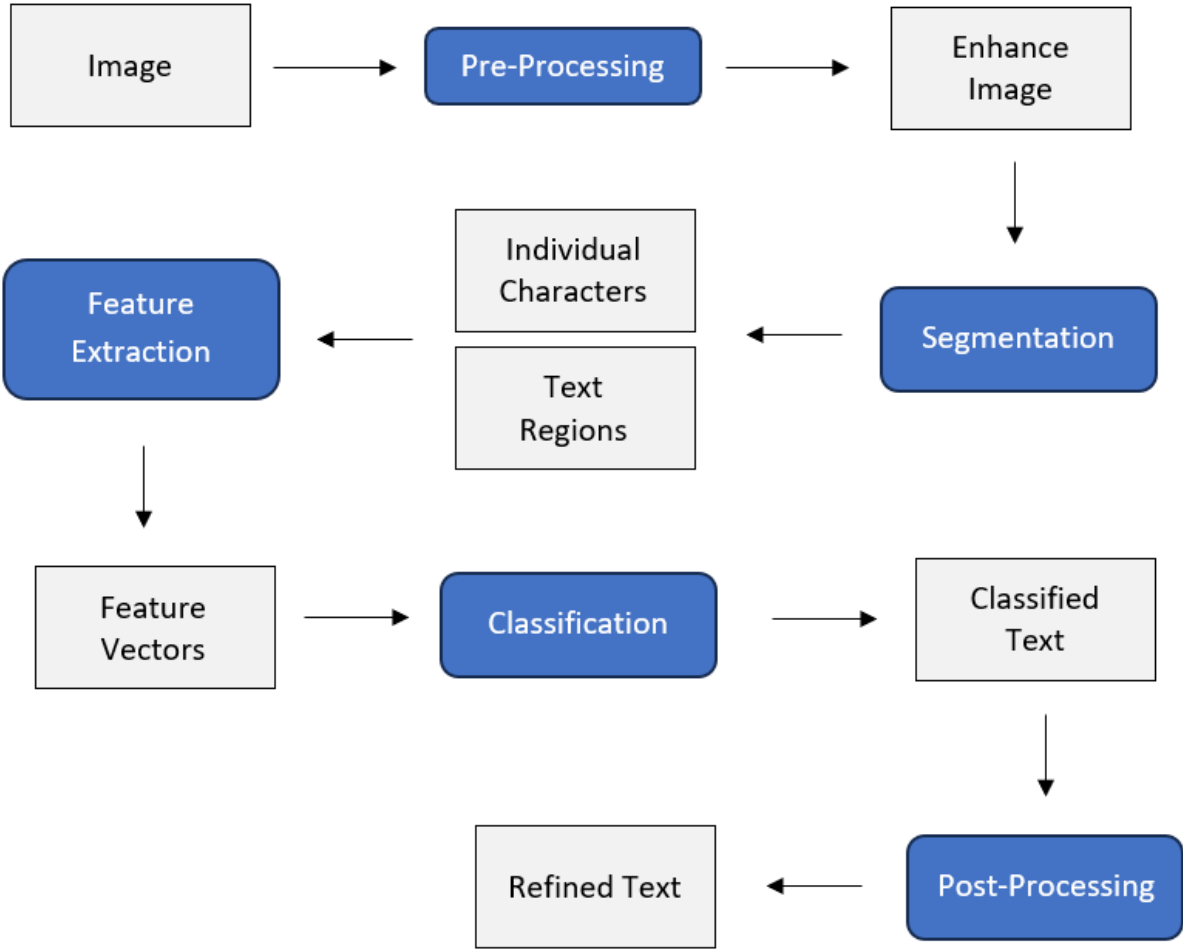 Image
Pre-Processing
Enhance
Image
Individual
Characters
Feature
Extraction
Segmentation
Text
Regions
Feature
Vectors
Classification
Classified
Text
Refined Text
Post-Processing